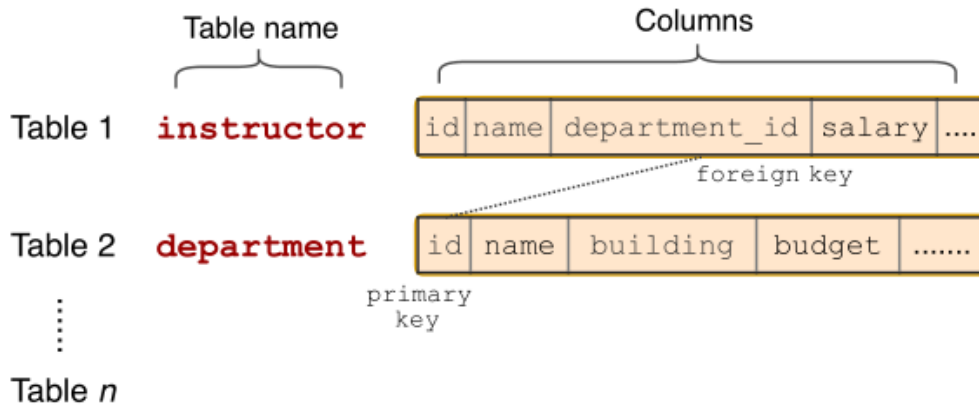 Table name
Columns
Table 1 instructor id name department_id salary ....
foreign key
Table 2 department id name building budget .......
primary
key
Table n